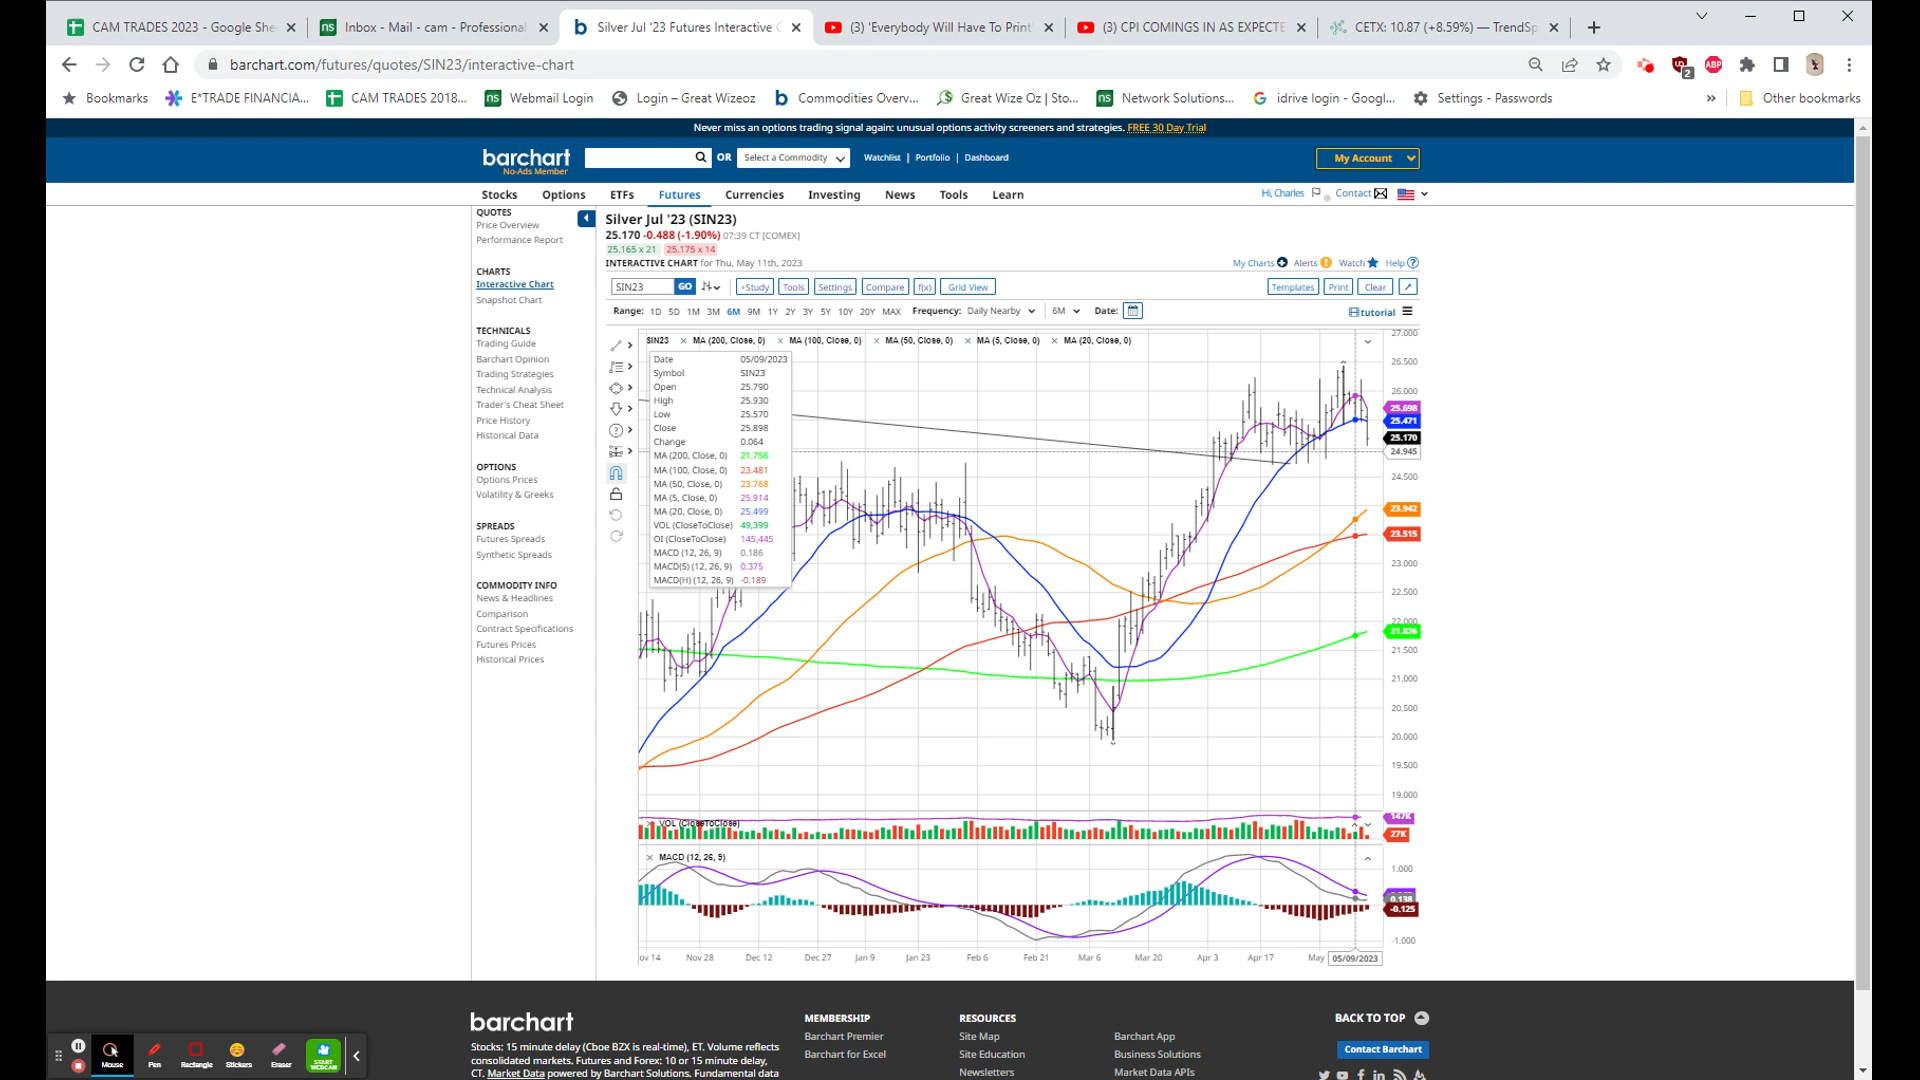 CAM TRADES 2023 - Google She
Inbox - Mail - cam - Professional
Silver Jul '23 Futures Interactive C
(3) 'Everybody Will Have To Print'
(3) CPI COMINGS IN AS EXPECTE
CETX: 10.87 (+8.59%) — TrendSp
barchart.com/futures/quotes/SIN23/interactive-chart
Bookmarks
E*TRADE FINANCIA...
CAM TRADES 2018...
Webmail Login
Login – Great Wizeoz
Commodities Overv...
Great Wize Oz | Sto...
Network Solutions...
idrive login - Googl...
Settings - Passwords
Other bookmarks
Never miss an options trading signal again: unusual options activity screeners and strategies. FREE 30 Day Trial
barchart
No-Ads Member
OR
Select a Commodity
Watchlist | Portfolio | Dashboard
My Account
Stocks Options ETFs Futures Currencies Investing News Tools Learn
Hi, Charles
Contact
QUOTES
Price Overview
Performance Report
CHARTS
Interactive Chart
Snapshot Chart
TECHNICALS
Trading Guide
Barchart Opinion
Trading Strategies
Technical Analysis
Trader's Cheat Sheet
Price History
Historical Data
OPTIONS
Options Prices
Volatility & Greeks
SPREADS
Futures Spreads
Synthetic Spreads
COMMODITY INFO
News & Headlines
Comparison
Contract Specifications
Futures Prices
Historical Prices
Silver Jul '23 (SIN23)
25.170 -0.488 (-1.90%) 07:39 CT [COMEX]
25.165 x 21 25.175 x 14
INTERACTIVE CHART for Thu, May 11th, 2023
My Charts Alerts Watch Help
SIN23 GO +Study Tools Settings Compare f(x) Grid View
Templates Print Clear
Range: 1D 5D 1M 3M 6M 9M 1Y 2Y 3Y 5Y 10Y 20Y MAX Frequency: Daily Nearby 6M Date:
tutorial
SIN23 × MA (200, Close, 0) × MA (100, Close, 0) × MA (50, Close, 0) × MA (5, Close, 0) × MA (20, Close, 0)
Date 05/09/2023
Symbol SIN23
Open 25.790
High 25.930
Low 25.570
Close 25.898
Change 0.064
MA (200, Close, 0) 21.756
MA (100, Close, 0) 23.481
MA (50, Close, 0) 23.768
MA (5, Close, 0) 25.914
MA (20, Close, 0) 25.499
VOL (CloseToClose) 49,399
OI (CloseToClose) 145,445
MACD (12, 26, 9) 0.186
MACD(S) (12, 26, 9) 0.375
MACD(H) (12, 26, 9) -0.189
27.000
26.500
26.000
25.698
25.471
25.170
24.945
24.500
23.942
23.515
23.000
22.500
22.000
21.826
21.500
21.000
20.500
20.000
19.500
19.000
VOL (CloseToClose)
147K
27K
MACD (12, 26, 9)
1.000
0.138
-0.125
-1.000
ov 14 Nov 28 Dec 12 Dec 27 Jan 9 Jan 23 Feb 6 Feb 21 Mar 6 Mar 20 Apr 3 Apr 17 May 05/09/2023
barchart
Stocks: 15 minute delay (Cboe BZX is real-time), ET. Volume reflects
consolidated markets. Futures and Forex: 10 or 15 minute delay,
CT. Market Data powered by Barchart Solutions. Fundamental data
MEMBERSHIP
Barchart Premier
Barchart for Excel
RESOURCES
Site Map
Site Education
Newsletters
Barchart App
Business Solutions
Market Data APIs
BACK TO TOP
Contact Barchart
Mouse Pen Rectangle Stickers Eraser START WEBCAM